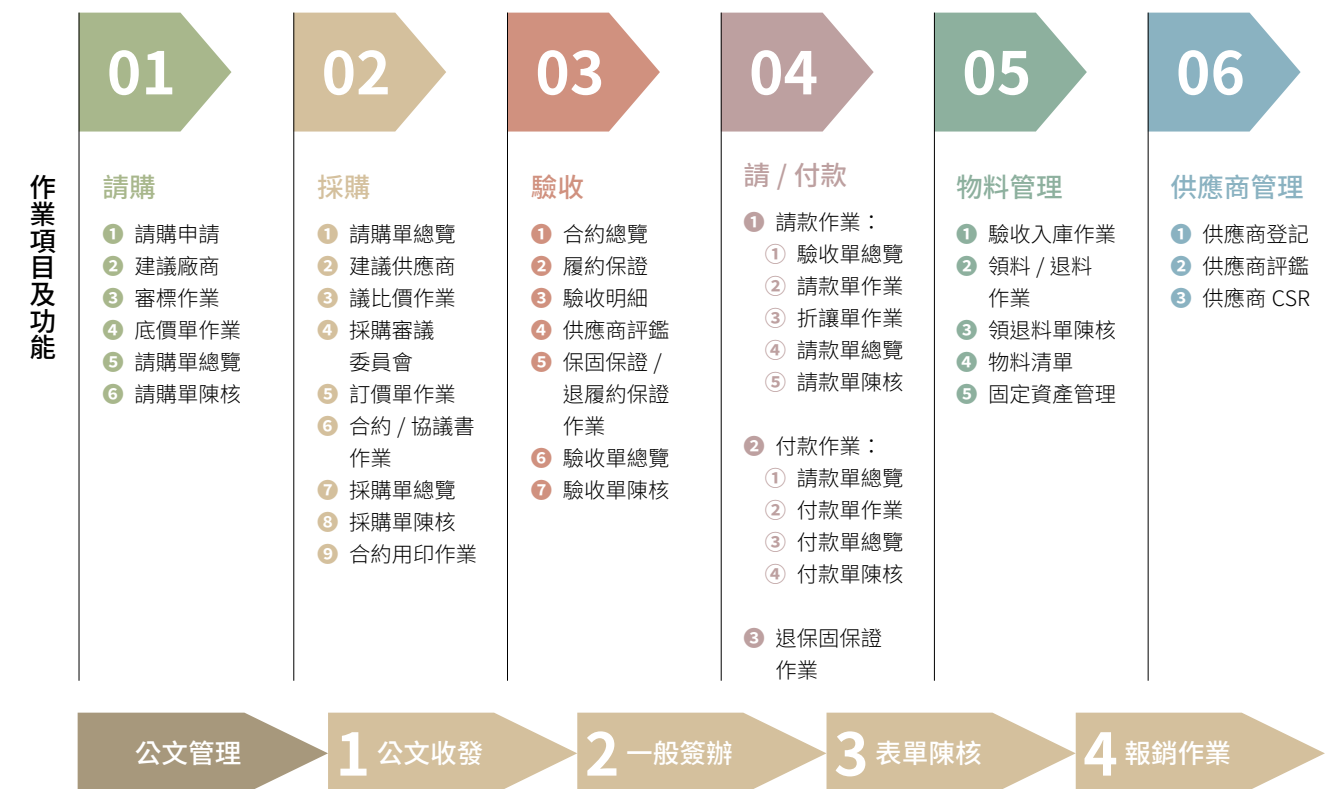 作業項目及功能
01
請購
❶ 請購申請
❷ 建議廠商
❸ 審標作業
❹ 底價單作業
❺ 請購單總覽
❻ 請購單陳核
02
採購
❶ 請購單總覽
❷ 建議供應商
❸ 議比價作業
❹ 採購審議
委員會
❺ 訂價單作業
❻ 合約 / 協議書
作業
❼ 採購單總覽
❽ 採購單陳核
❾ 合約用印作業
03
驗收
❶ 合約總覽
❷ 履約保證
❸ 驗收明細
❹ 供應商評鑑
❺ 保固保證 /
退履約保證
作業
❻ 驗收單總覽
❼ 驗收單陳核
04
請 / 付款
❶ 請款作業：
① 驗收單總覽
② 請款單作業
③ 折讓單作業
④ 請款單總覽
⑤ 請款單陳核
❷ 付款作業：
① 請款單總覽
② 付款單作業
③ 付款單總覽
④ 付款單陳核
❸ 退保固保證
作業
05
物料管理
❶ 驗收入庫作業
❷ 領料 / 退料
作業
❸ 領退料單陳核
❹ 物料清單
❺ 固定資產管理
06
供應商管理
❶ 供應商登記
❷ 供應商評鑑
❸ 供應商 CSR
公文管理
1 公文收發
2 一般簽辦
3 表單陳核
4 報銷作業